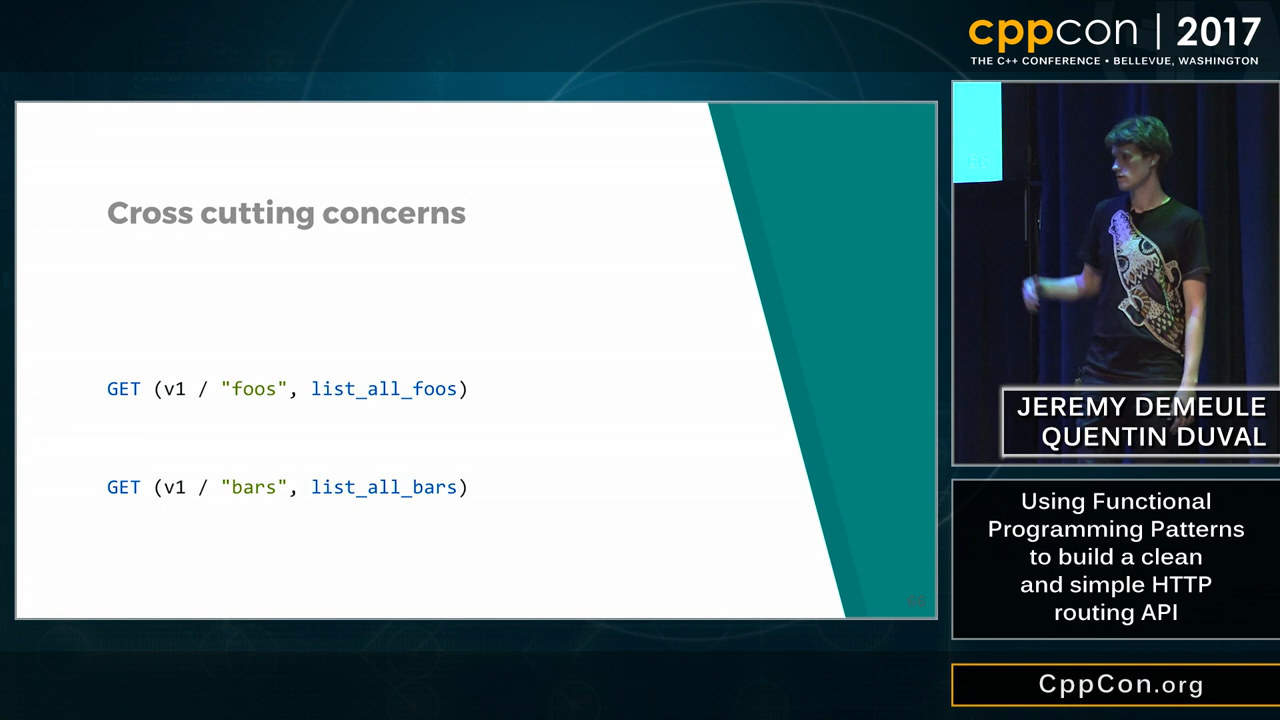 cppcon | 2017
THE C++ CONFERENCE • BELLEVUE, WASHINGTON
Cross cutting concerns
GET (v1 / "foos", list_all_foos)
GET (v1 / "bars", list_all_bars)
JEREMY DEMEULE
QUENTIN DUVAL
Using Functional
Programming Patterns
to build a clean
and simple HTTP
routing API
CppCon.org